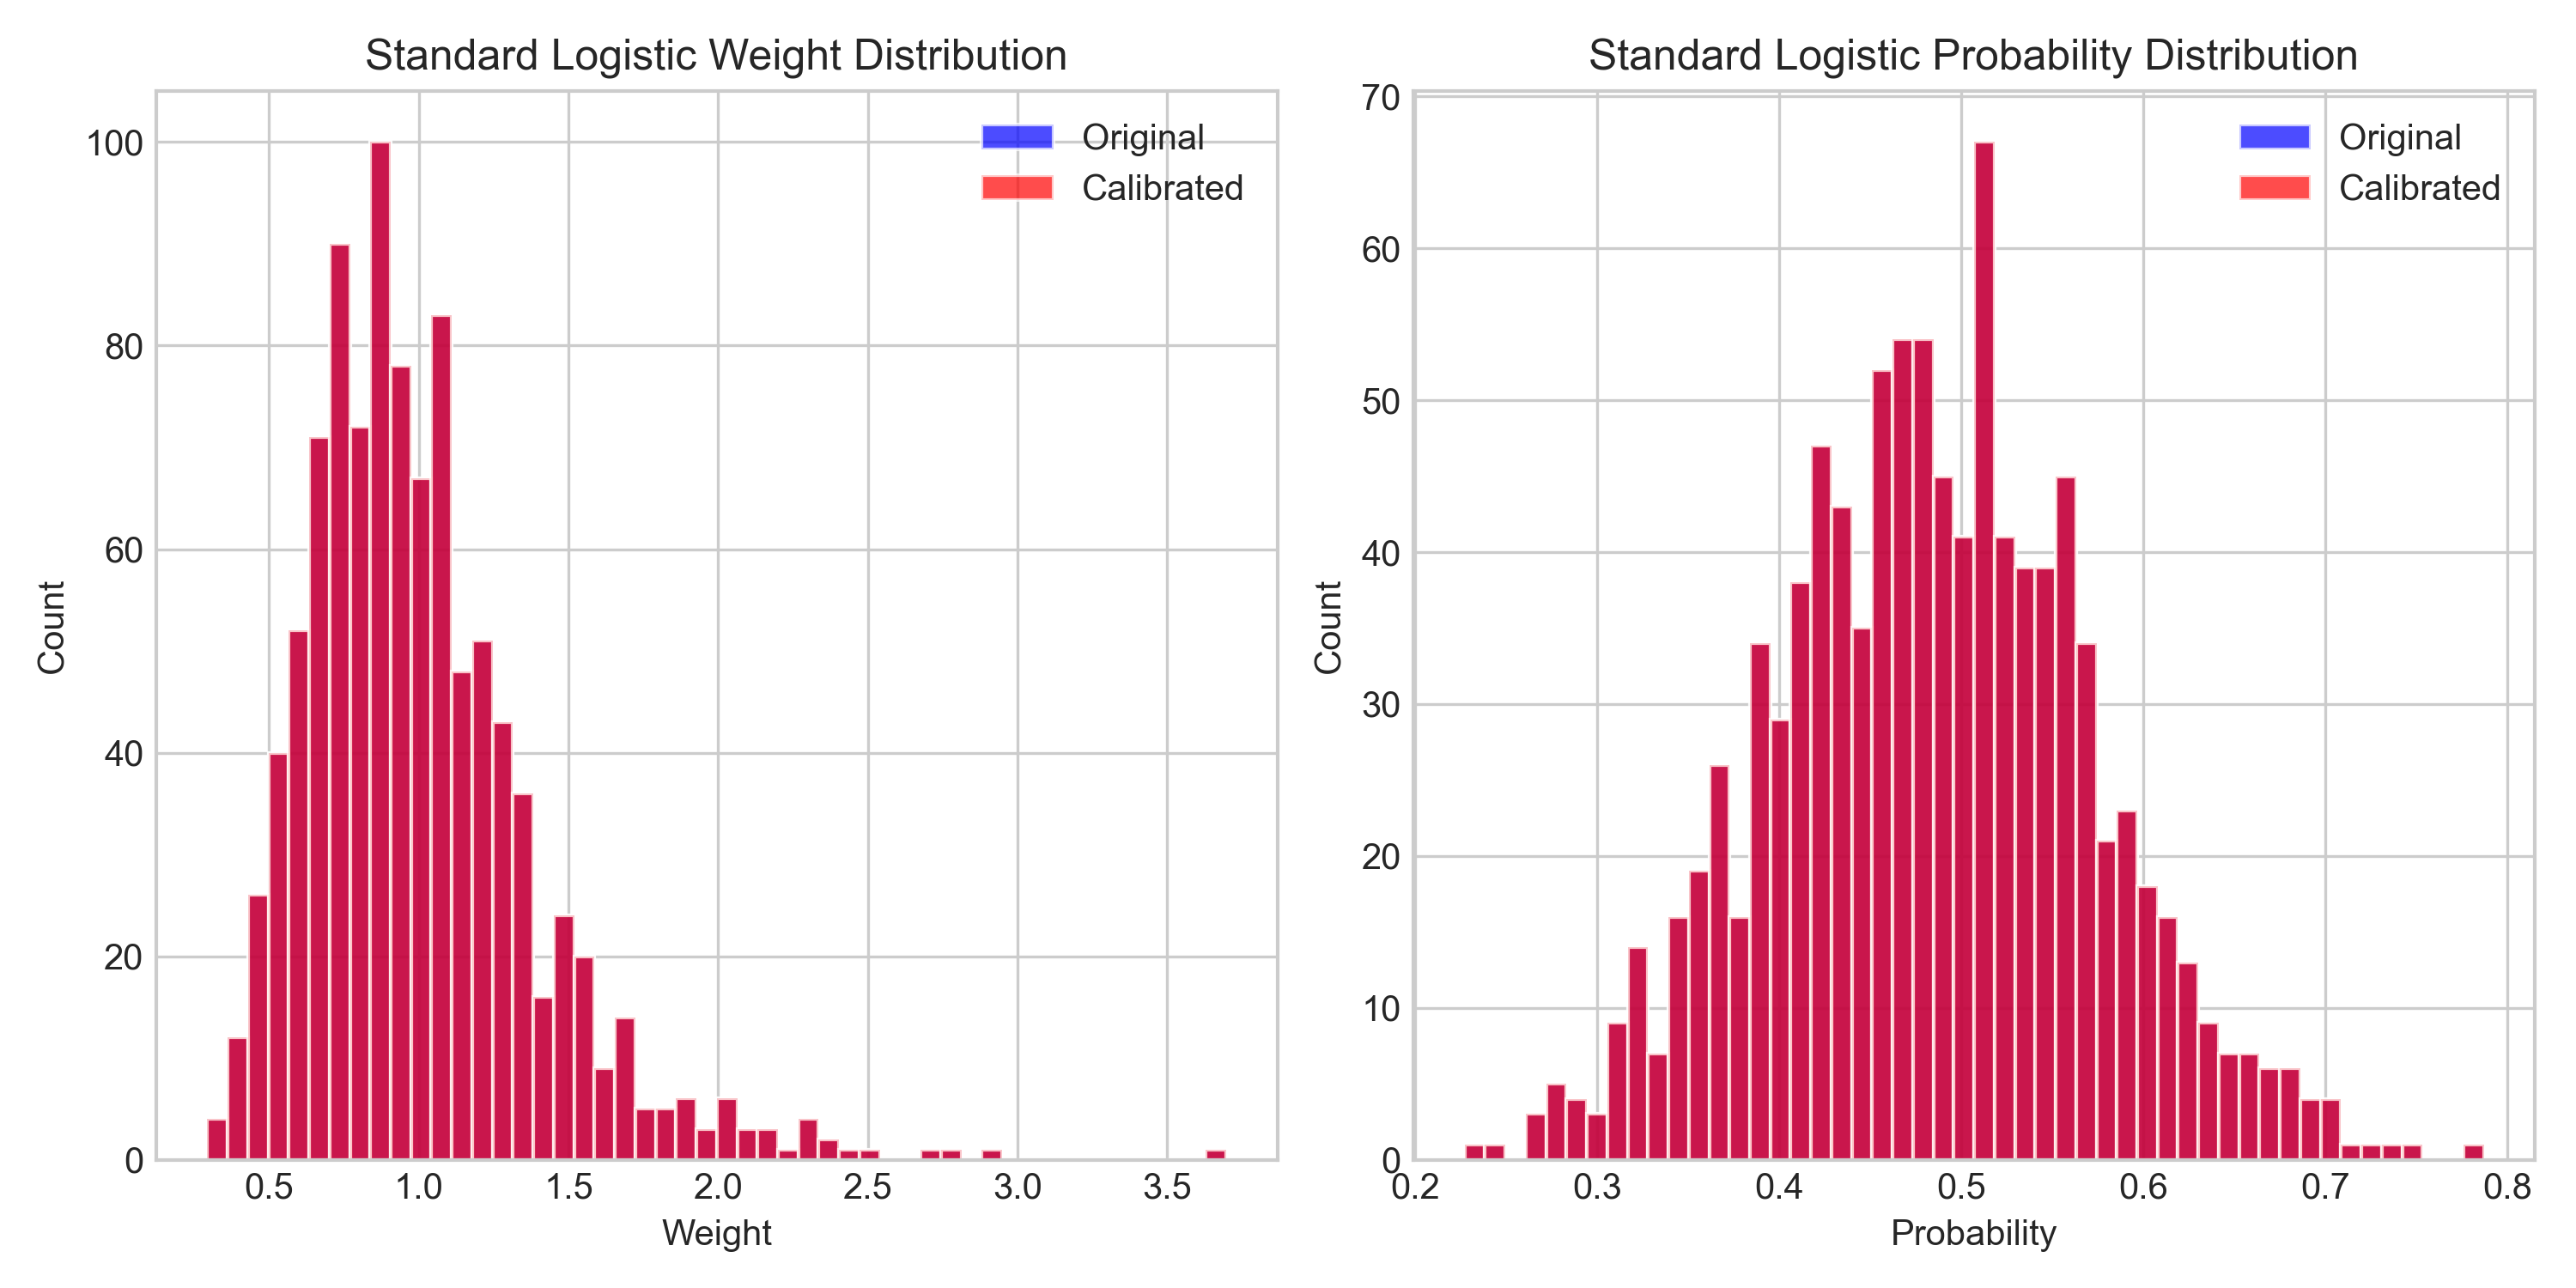 Standard Logistic Weight Distribution
Original
Calibrated
Count
100
80
60
40
20
0
0.5 1.0 1.5 2.0 2.5 3.0 3.5
Weight
Standard Logistic Probability Distribution
Original
Calibrated
Count
70
60
50
40
30
20
10
0
0.2 0.3 0.4 0.5 0.6 0.7 0.8
Probability